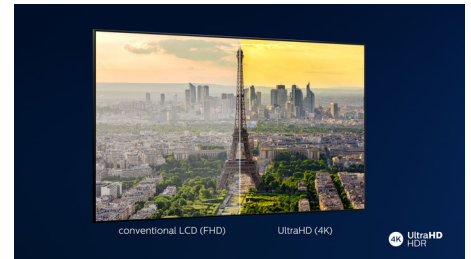 conventional LCD (FHD)
UltraHD (4K)
4K UltraHD
HDR